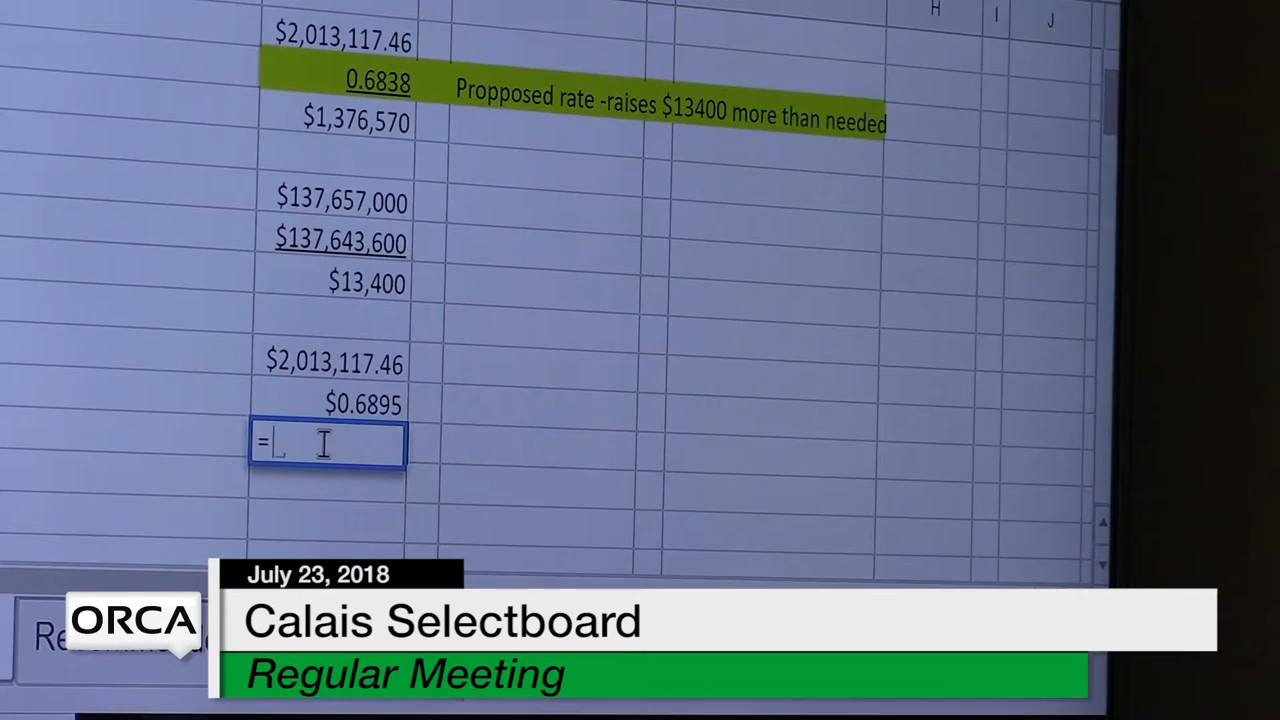 H I J
$2,013,117.46
0.6838 Propposed rate -raises $13400 more than needed
$1,376,570
$137,657,000
$137,643,600
$13,400
$2,013,117.46
$0.6895
=
July 23, 2018
ORCA
Calais Selectboard
Regular Meeting